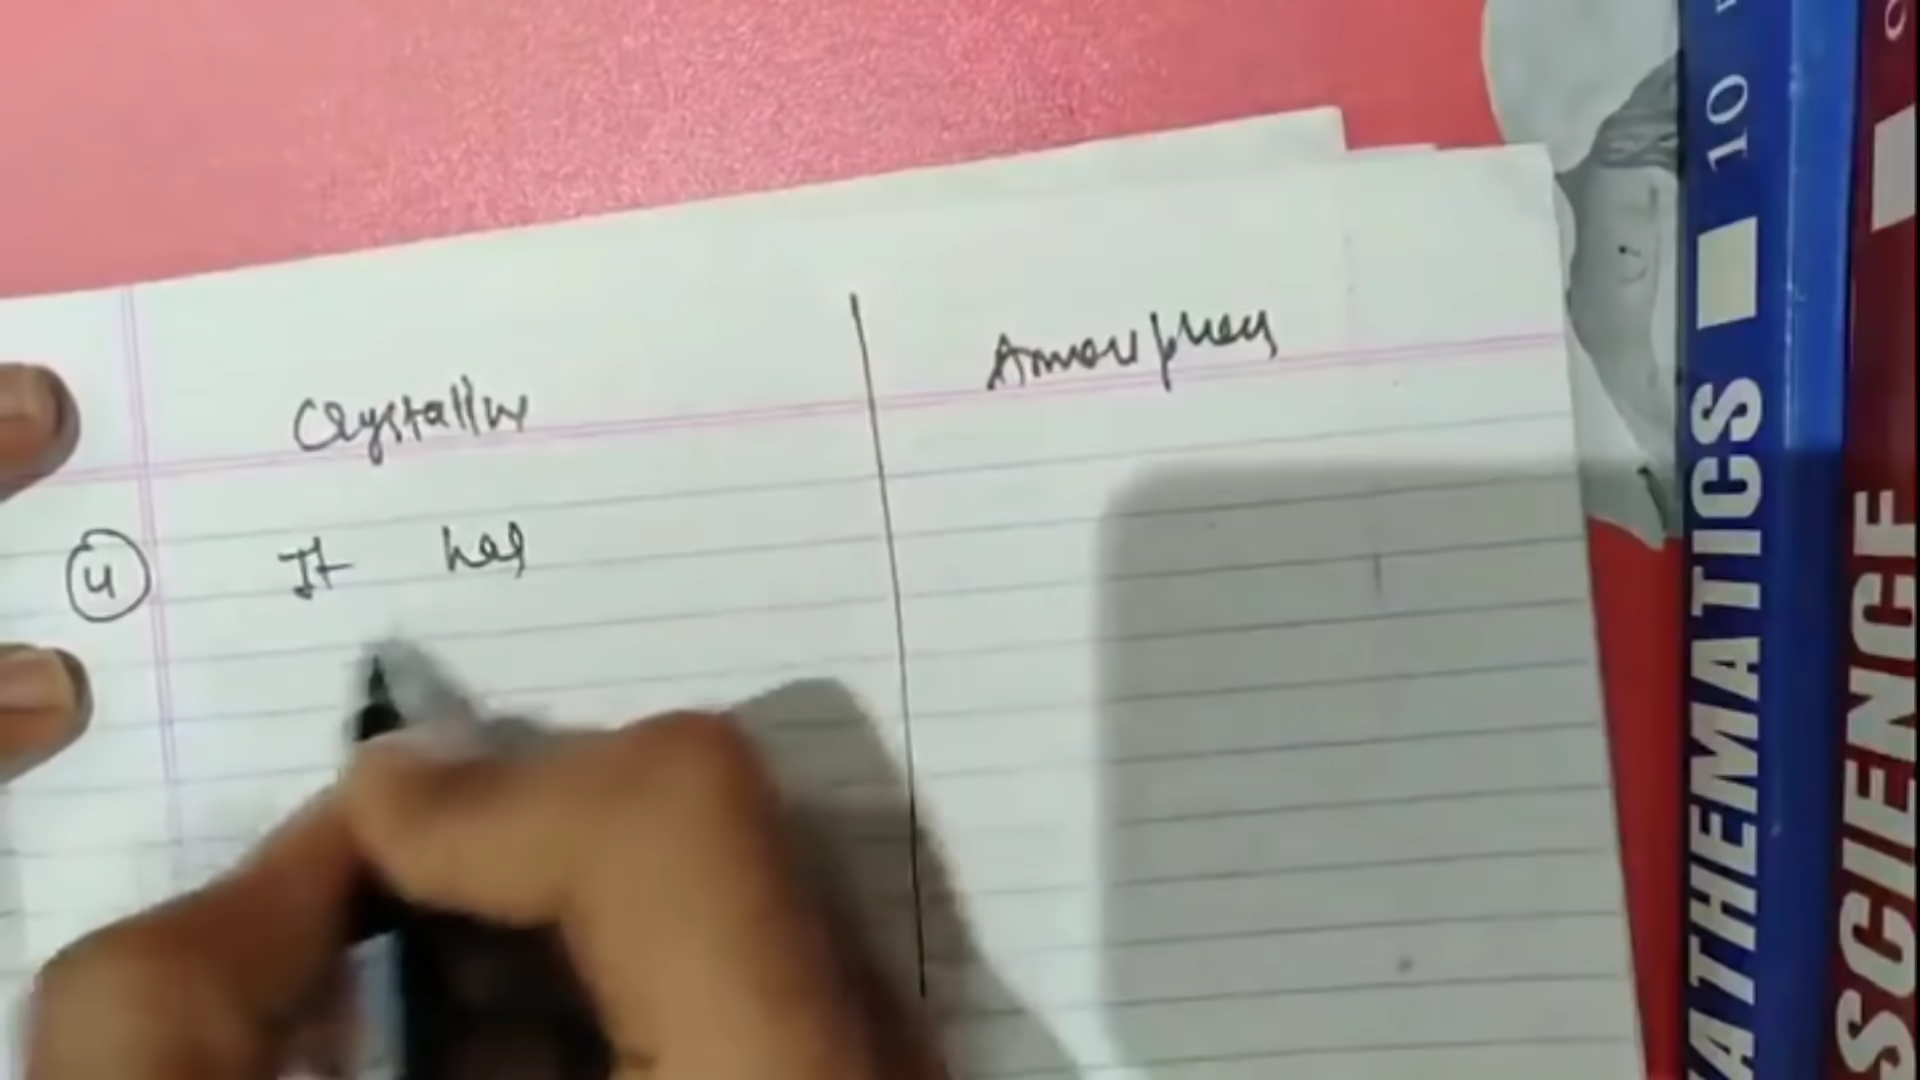 Crystalline
Amorphous
4 It has
10
MATHEMATICS
SCIENCE